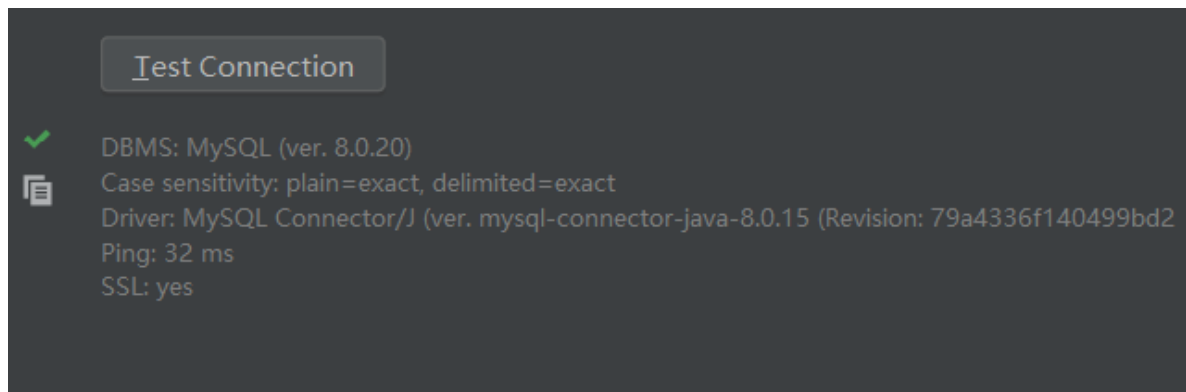 Test Connection
DBMS: MySQL (ver. 8.0.20)
Case sensitivity: plain=exact, delimited=exact
Driver: MySQL Connector/J (ver. mysql-connector-java-8.0.15 (Revision: 79a4336f140499bd2
Ping: 32 ms
SSL: yes